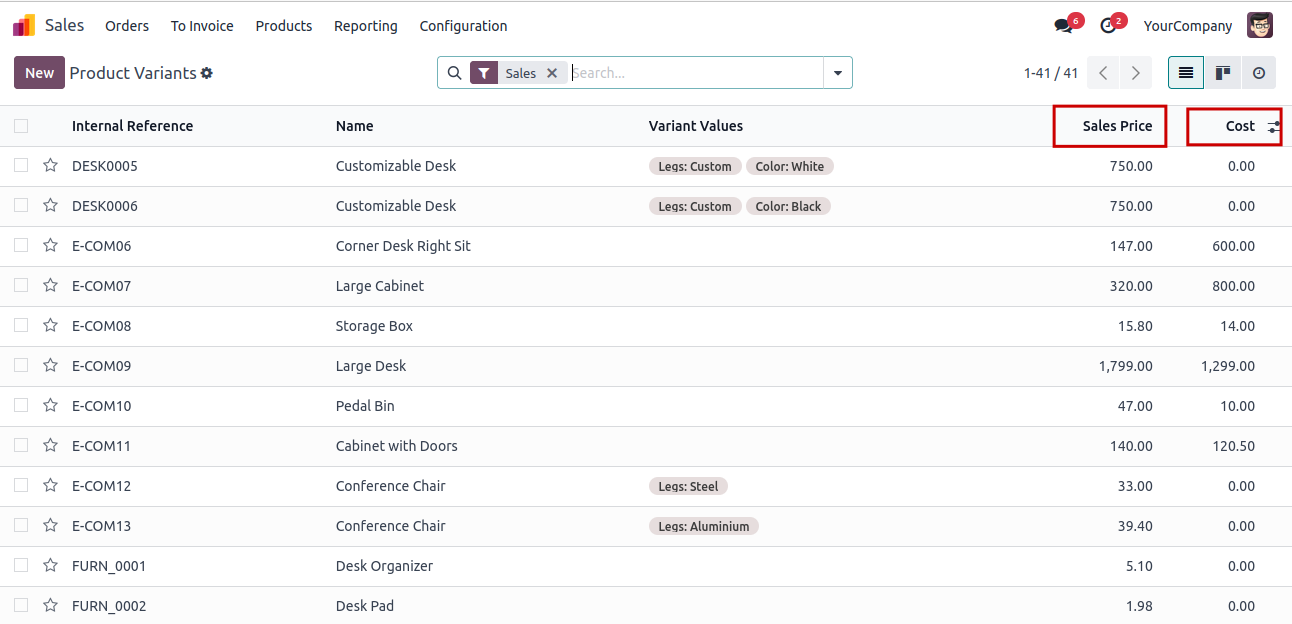 Sales Orders To Invoice Products Reporting Configuration 6 2 YourCompany
New Product Variants Sales Search... 1-41 / 41
Internal Reference Name Variant Values Sales Price Cost
DESK0005 Customizable Desk Legs: Custom Color: White 750.00 0.00
DESK0006 Customizable Desk Legs: Custom Color: Black 750.00 0.00
E-COM06 Corner Desk Right Sit 147.00 600.00
E-COM07 Large Cabinet 320.00 800.00
E-COM08 Storage Box 15.80 14.00
E-COM09 Large Desk 1,799.00 1,299.00
E-COM10 Pedal Bin 47.00 10.00
E-COM11 Cabinet with Doors 140.00 120.50
E-COM12 Conference Chair Legs: Steel 33.00 0.00
E-COM13 Conference Chair Legs: Aluminium 39.40 0.00
FURN_0001 Desk Organizer 5.10 0.00
FURN_0002 Desk Pad 1.98 0.00